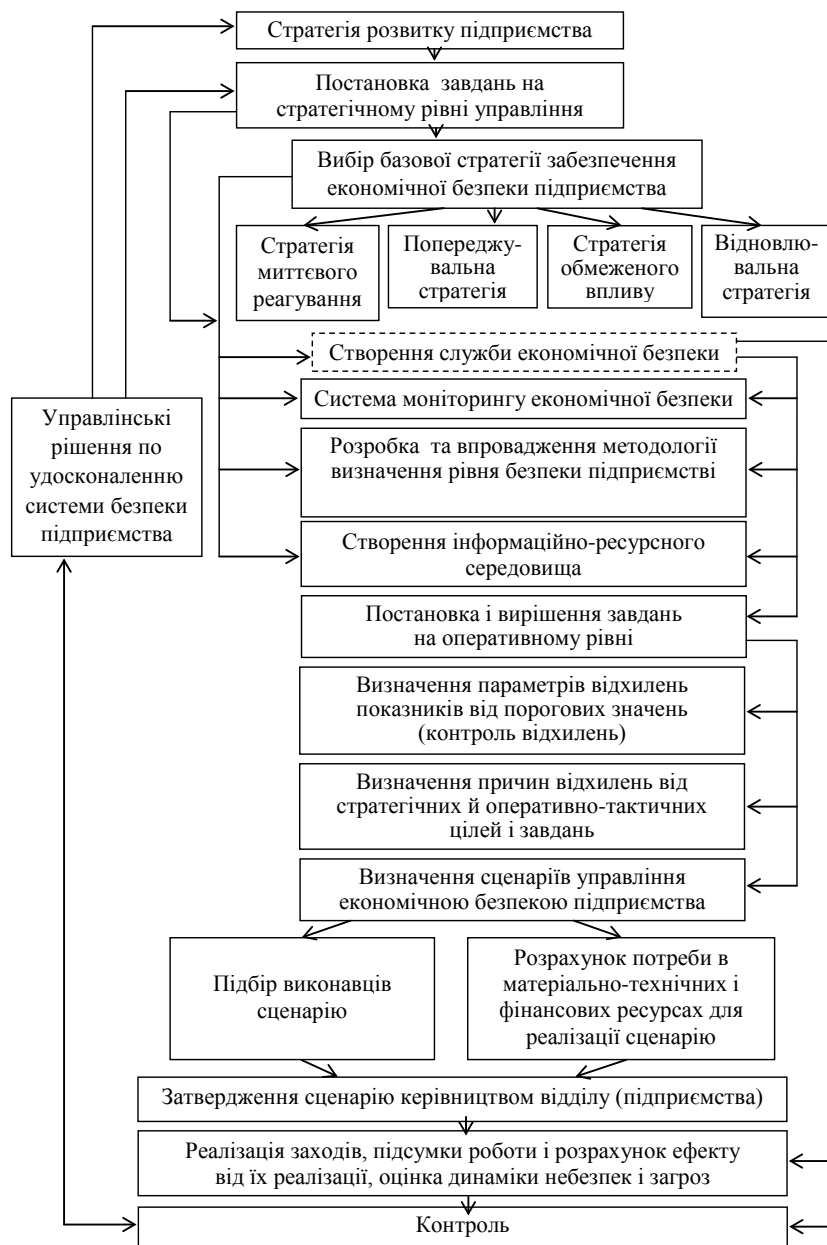 Стратегія розвитку підприємства
Постановка завдань на
стратегічному рівні управління
Вибір базової стратегії забезпечення
економічної безпеки підприємства
Стратегія
миттєвого
реагування
Попереджу-
вальна
стратегія
Стратегія
обмеженого
впливу
Відновлю-
вальна
стратегія
Створення служби економічної безпеки
Система моніторингу економічної безпеки
Управлінські
рішення по
удосконаленню
системи безпеки
підприємства
Розробка та впровадження методології
визначення рівня безпеки підприємстві
Створення інформаційно-ресурсного
середовища
Постановка і вирішення завдань
на оперативному рівні
Визначення параметрів відхилень
показників від порогових значень
(контроль відхилень)
Визначення причин відхилень від
стратегічних й оперативно-тактичних
цілей і завдань
Визначення сценаріїв управління
економічною безпекою підприємства
Підбір виконавців
сценарію
Розрахунок потреби в
матеріально-технічних і
фінансових ресурсах для
реалізації сценарію
Затвердження сценарію керівництвом відділу (підприємства)
Реалізація заходів, підсумки роботи і розрахунок ефекту
від їх реалізації, оцінка динаміки небезпек і загроз
Контроль